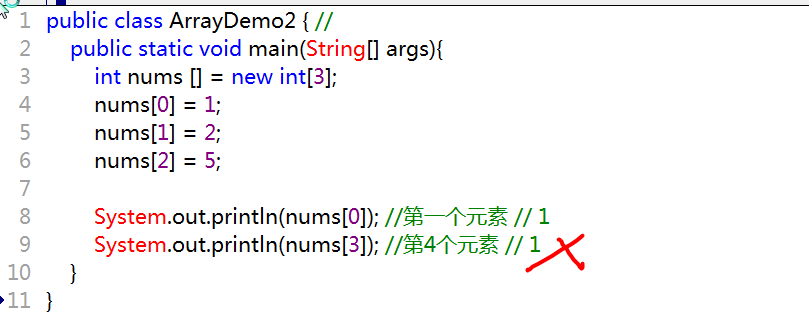 1 public class ArrayDemo2 { //
2 public static void main(String[] args){
3 int nums [] = new int[3];
4 nums[0] = 1;
5 nums[1] = 2;
6 nums[2] = 5;
7
8 System.out.println(nums[0]); //第一个元素 // 1
9 System.out.println(nums[3]); //第4个元素 // 1
10 }
11 }